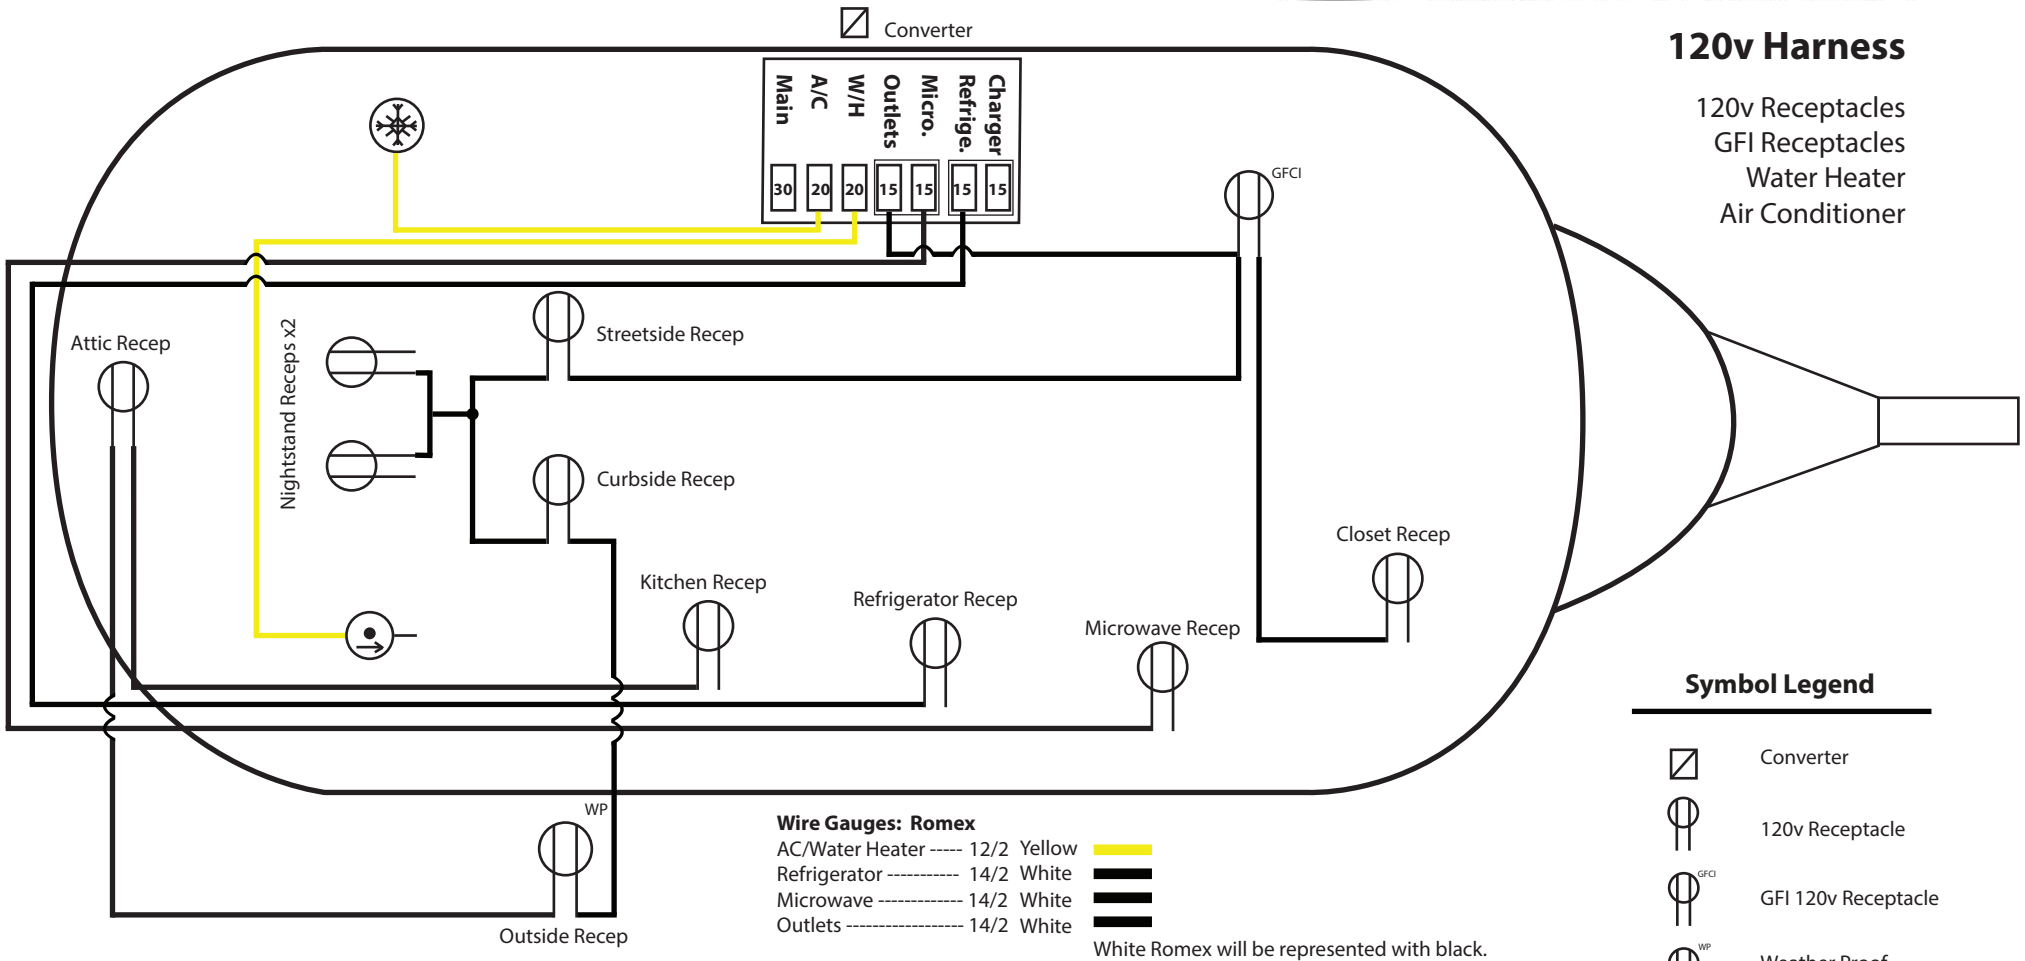 Converter
120v Harness
120v Receptacles
GFI Receptacles
Water Heater
Air Conditioner
Main
A/C
W/H
Outlets
Micro.
Refrige.
Charger
30
20
20
15
15
15
15
GFCI
Streetside Recep
Attic Recep
Nightstand Receps x2
Curbside Recep
Closet Recep
Kitchen Recep
Refrigerator Recep
Microwave Recep
WP
Outside Recep
Wire Gauges: Romex
AC/Water Heater ----- 12/2 Yellow
Refrigerator ----------- 14/2 White
Microwave ------------- 14/2 White
Outlets ------------------ 14/2 White
White Romex will be represented with black.
Symbol Legend
Converter
120v Receptacle
GFCI
GFI 120v Receptacle
WP
Weather Proof